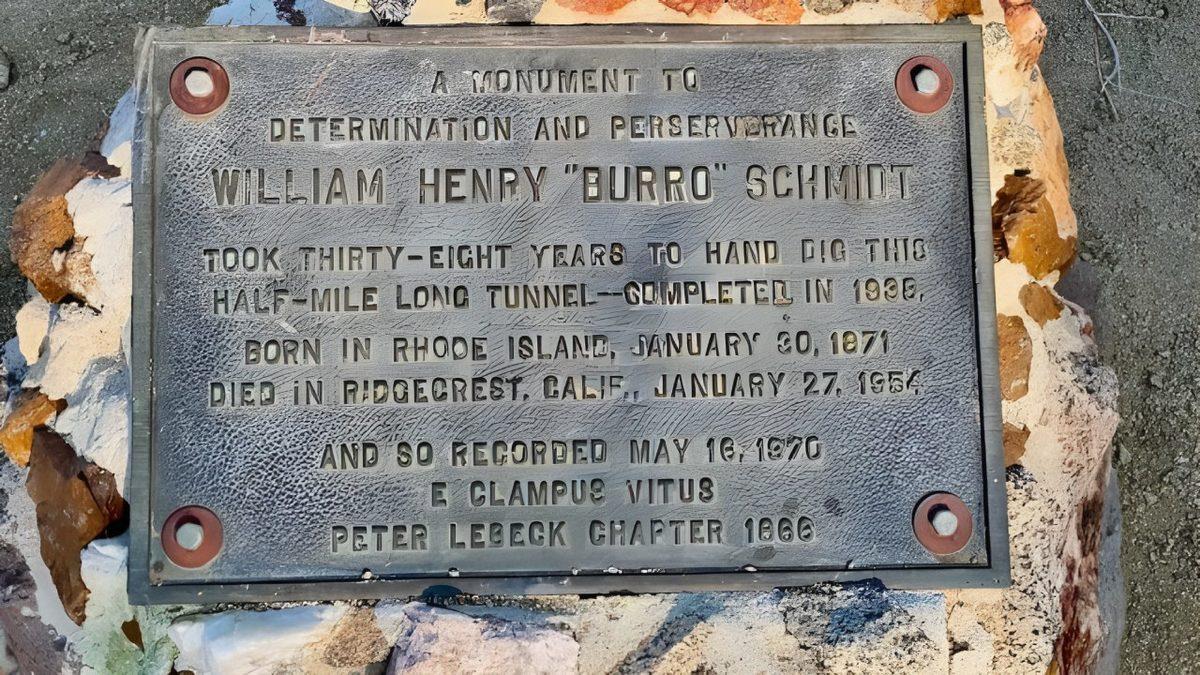 A MONUMENT TO
DETERMINATION AND PERSERVERANCE
WILLIAM HENRY "BURRO" SCHMIDT
TOOK THIRTY-EIGHT YEARS TO HAND DIG THIS
HALF-MILE LONG TUNNEL—COMPLETED IN 1938.
BORN IN RHODE ISLAND, JANUARY 30, 1871
DIED IN RIDGECREST, CALIF., JANUARY 27, 1954
AND SO RECORDED MAY 16, 1970
E CLAMPUS VITUS
PETER LEBECK CHAPTER 1866